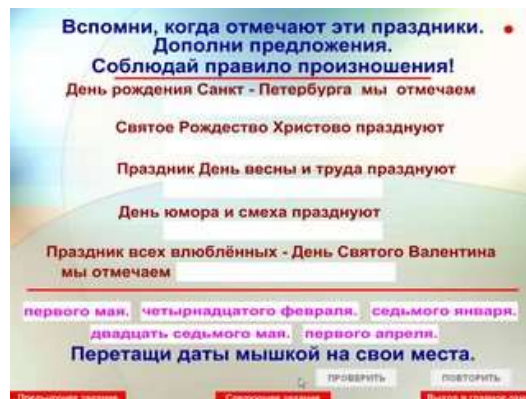 Вспомни, когда отмечают эти праздники.
Дополни предложения.
Соблюдай правило произношения!
День рождения Санкт - Петербурга мы отмечаем
Святое Рождество Христово празднуют
Праздник День весны и труда празднуют
День юмора и смеха празднуют
Праздник всех влюблённых - День Святого Валентина
мы отмечаем
первого мая. четырнадцатого февраля. седьмого января.
двадцать седьмого мая. первого апреля.
Перетащи даты мышкой на свои места.
ПРОВЕРИТЬ ПОВТОРИТЬ